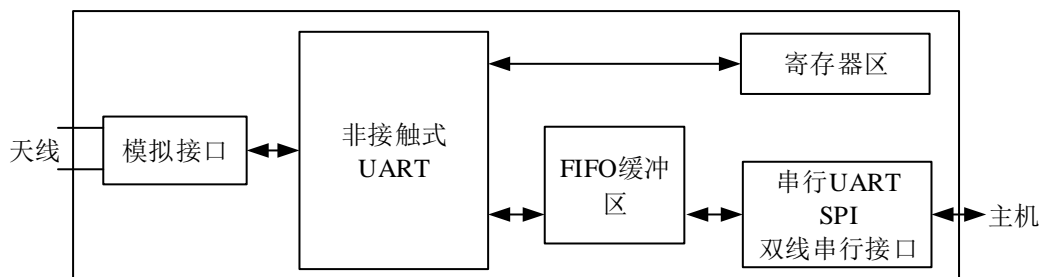 天线
模拟接口
非接触式
UART
寄存器区
FIFO缓冲
区
串行UART
SPI
双线串行接口
主机